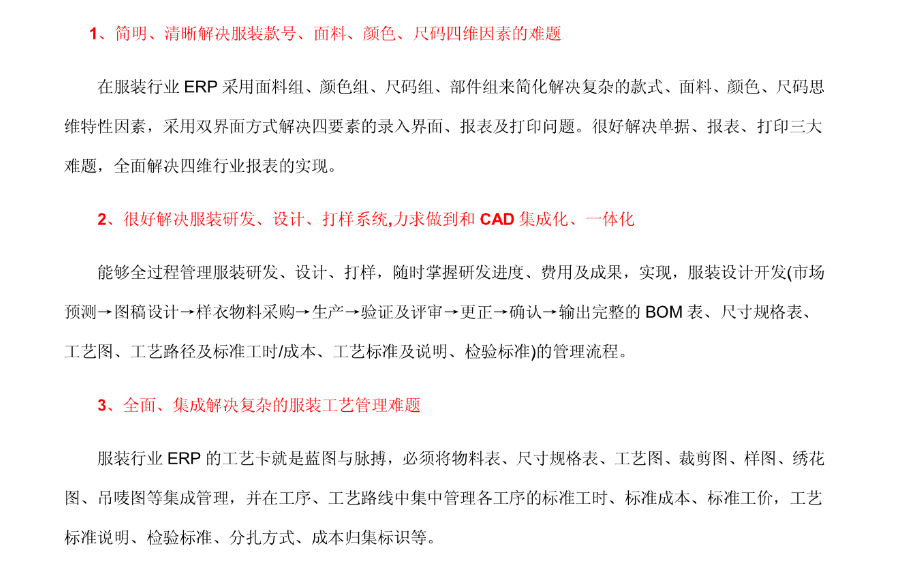 1、简明、清晰解决服装款号、面料、颜色、尺码四维因素的难题
在服装行业 ERP 采用面料组、颜色组、尺码组、部件组来简化解决复杂的款式、面料、颜色、尺码思
维特性因素，采用双界面方式解决四要素的录入界面、报表及打印问题。很好解决单据、报表、打印三大
难题，全面解决四维行业报表的实现。
2、很好解决服装研发、设计、打样系统,力求做到和 CAD 集成化、一体化
能够全过程管理服装研发、设计、打样，随时掌握研发进度、费用及成果，实现，服装设计开发(市场
预测→图稿设计→样衣物料采购→生产→验证及评审→更正→确认→输出完整的 BOM 表、尺寸规格表、
工艺图、工艺路径及标准工时/成本、工艺标准及说明、检验标准)的管理流程。
3、全面、集成解决复杂的服装工艺管理难题
服装行业 ERP 的工艺卡就是蓝图与脉搏，必须将物料表、尺寸规格表、工艺图、裁剪图、样图、绣花
图、吊唛图等集成管理，并在工序、工艺路线中集中管理各工序的标准工时、标准成本、标准工价，工艺
标准说明、检验标准、分扎方式、成本归集标识等。